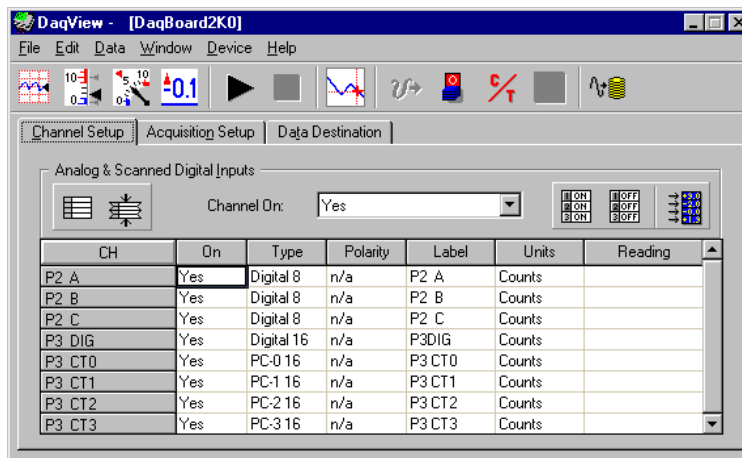 DaqView - [DaqBoard2K0]
File Edit Data Window Device Help
10 0 5 10 0 -0.1 C/T
Channel Setup Acquisition Setup Data Destination
Analog & Scanned Digital Inputs
Channel On: Yes
1 ON 2 ON 3 ON 1 OFF 2 OFF 3 OFF
CH On Type Polarity Label Units Reading
P2 A Yes Digital 8 n/a P2 A Counts
P2 B Yes Digital 8 n/a P2 B Counts
P2 C Yes Digital 8 n/a P2 C Counts
P3 DIG Yes Digital 16 n/a P3DIG Counts
P3 CT0 Yes PC-0 16 n/a P3 CT0 Counts
P3 CT1 Yes PC-1 16 n/a P3 CT1 Counts
P3 CT2 Yes PC-2 16 n/a P3 CT2 Counts
P3 CT3 Yes PC-3 16 n/a P3 CT3 Counts